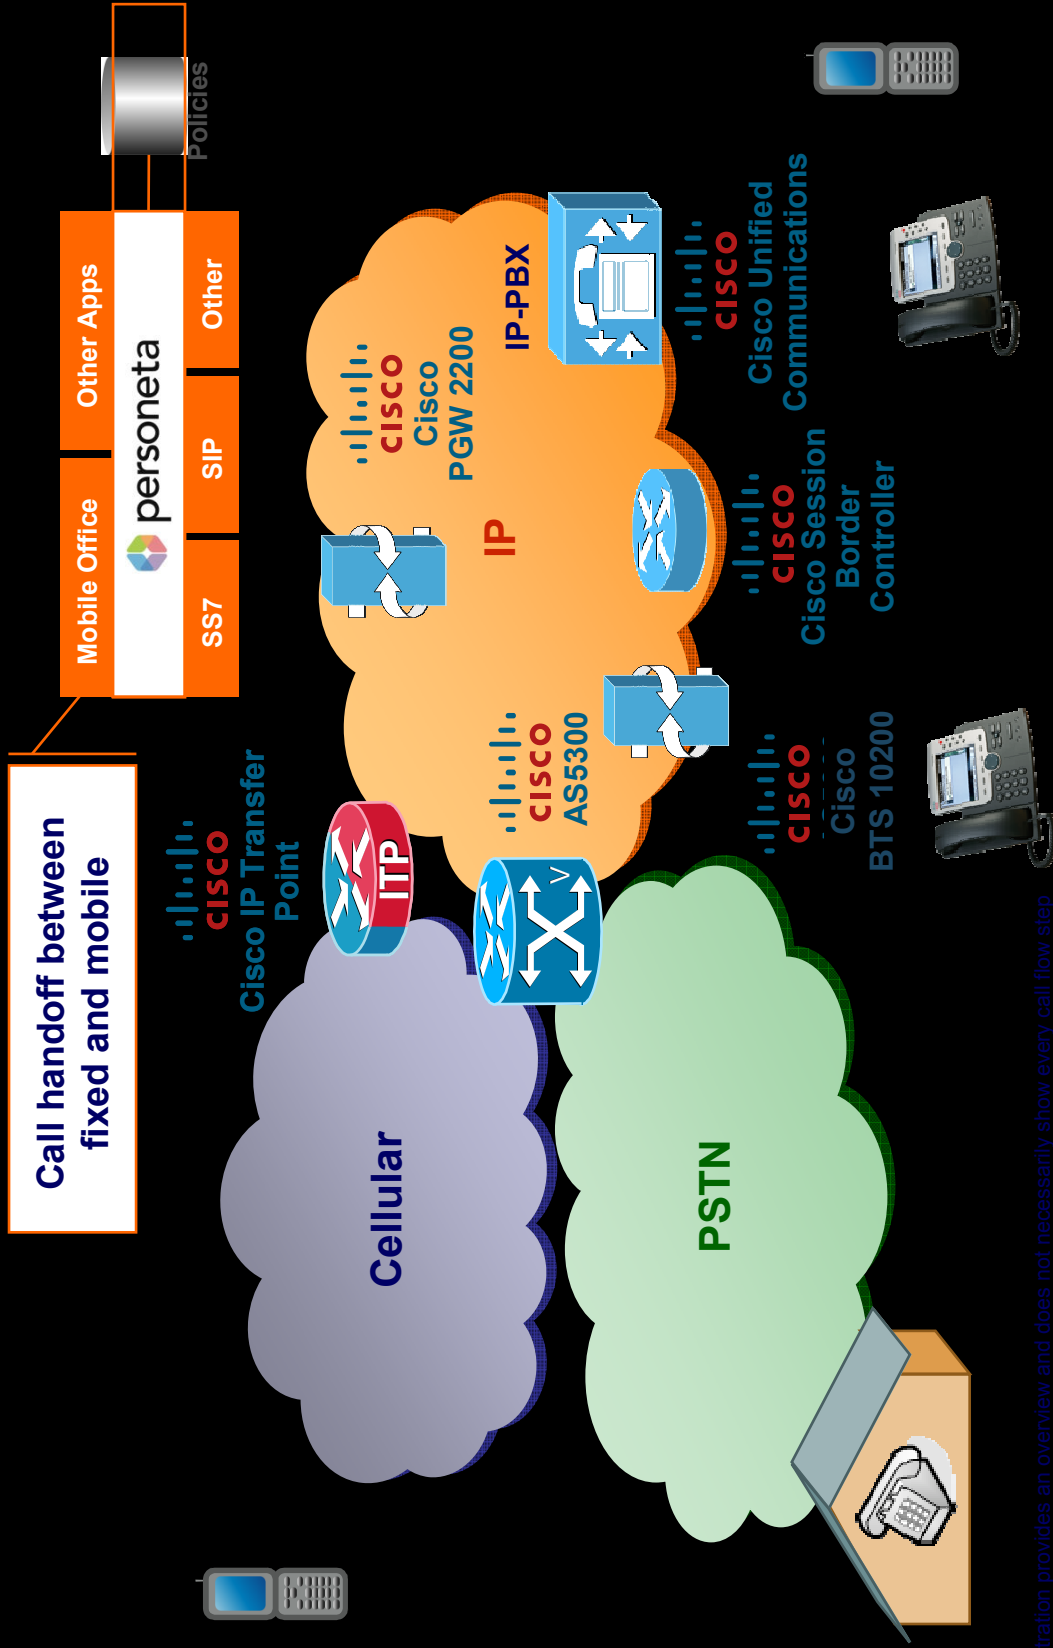 Call handoff between
fixed and mobile
Mobile Office
Other Apps
personeta
SS7
SIP
Other
Policies
CISCO
Cisco IP Transfer
Point
ITP
CISCO
Cisco
PGW 2200
IP
IP-PBX
CISCO
AS5300
V
CISCO
Cisco Unified
Communications
CISCO
Cisco Session
Border
Controller
CISCO
Cisco
BTS 10200
Cellular
PSTN
ration provides an overview and does not necessarily show every call flow step